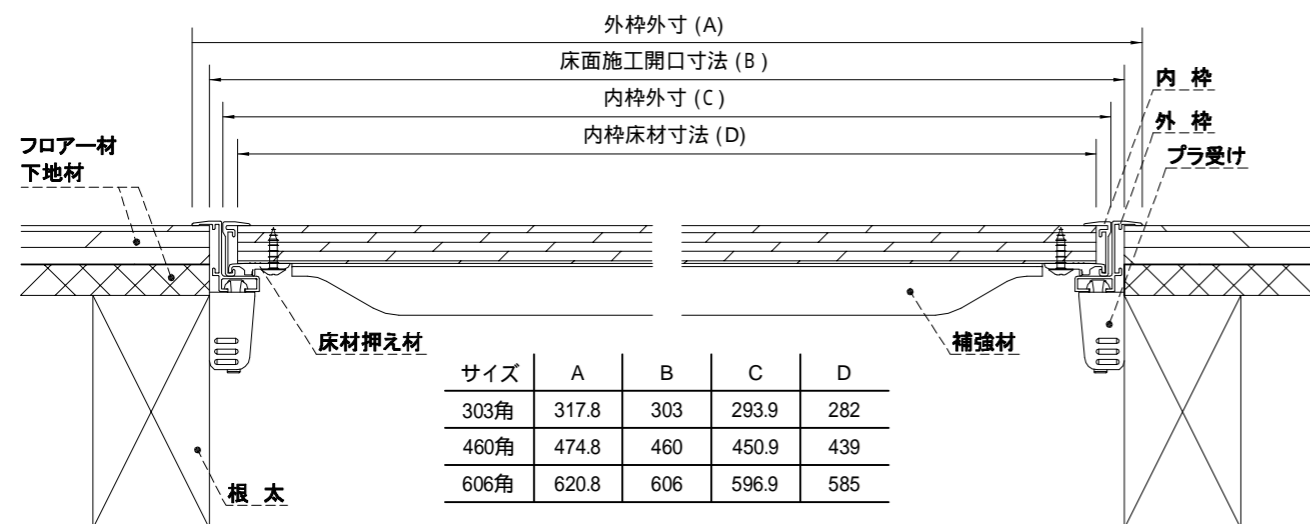 外枠外寸 (A)
床面施工開口寸法 (B)
内枠外寸 (C)
内枠床材寸法 (D)
内 枠
外 枠
プラ受け
フロアー材
下地材
床材押え材
補強材
根 太
サイズ A B C D
303角 317.8 303 293.9 282
460角 474.8 460 450.9 439
606角 620.8 606 596.9 585